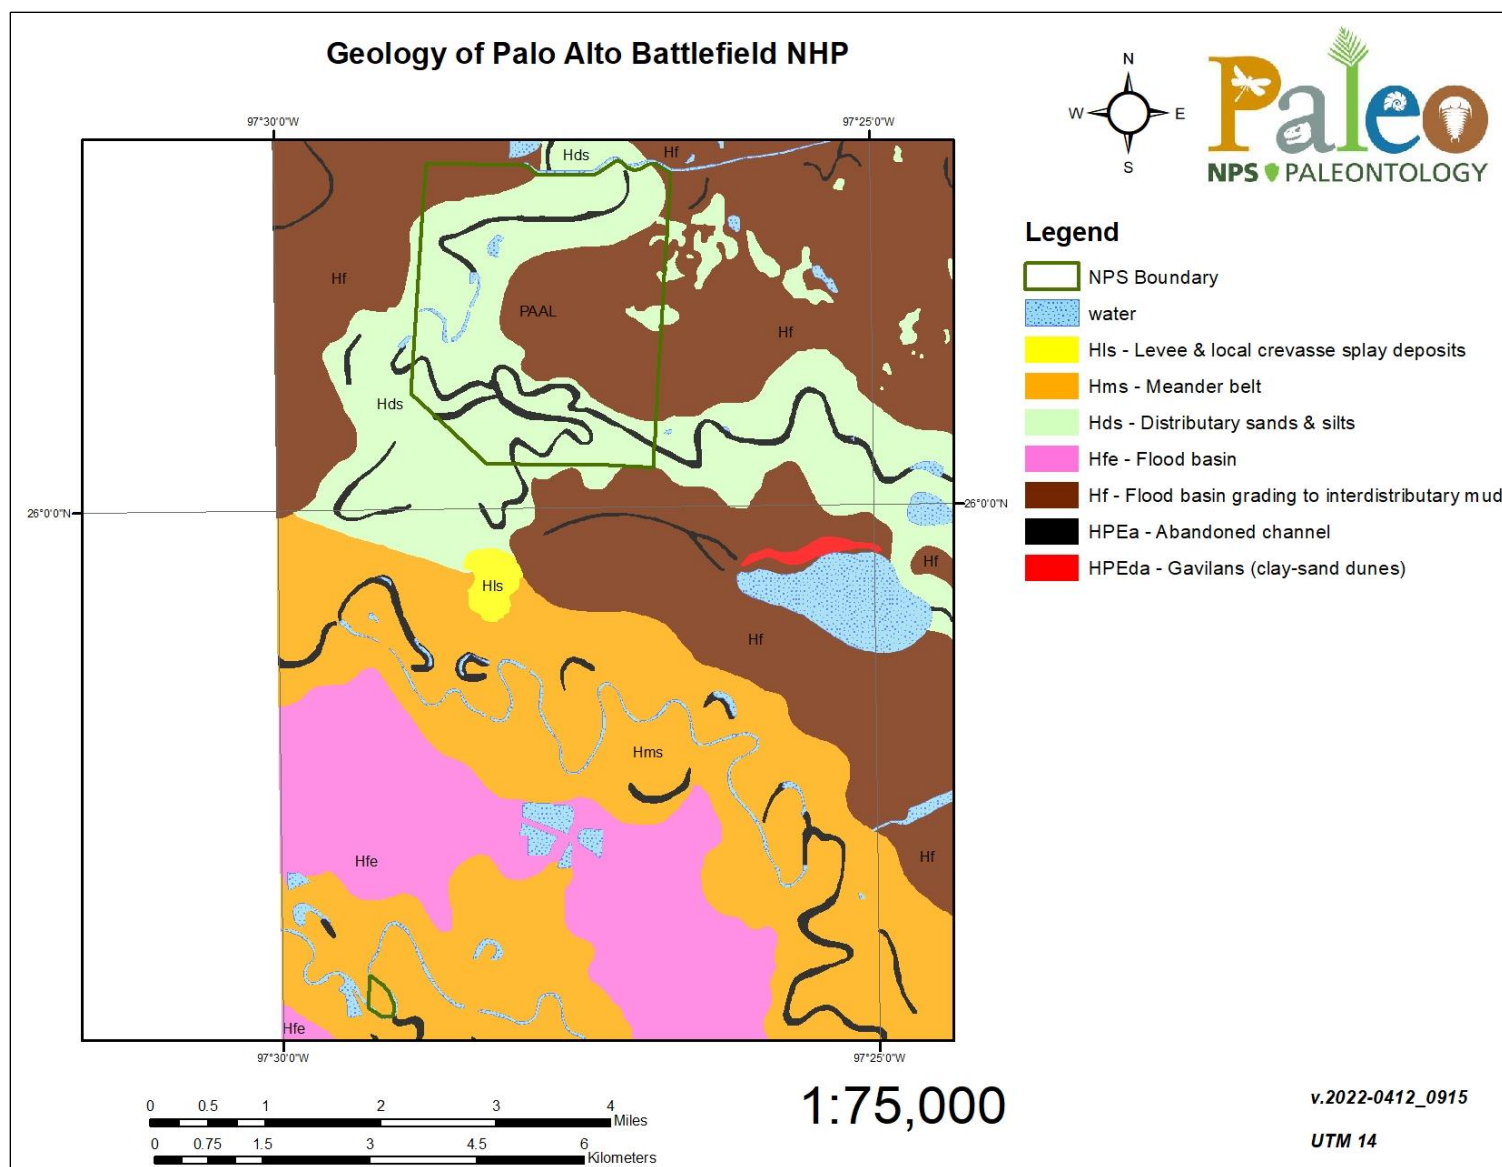 Geology of Palo Alto Battlefield NHP
N
W
E
S
Paleo
NPS PALEONTOLOGY
97°30'0"W
97°25'0"W
Legend
NPS Boundary
water
Hls - Levee & local crevasse splay deposits
Hms - Meander belt
Hds - Distributary sands & silts
Hfe - Flood basin
Hf - Flood basin grading to interdistributary mud
HPEa - Abandoned channel
HPEda - Gavilans (clay-sand dunes)
Hds
Hf
Hf
PAAL
Hf
Hds
26°0'0"N
26°0'0"N
Hf
Hls
Hf
Hms
Hfe
Hf
Hfe
97°30'0"W
97°25'0"W
0 0.5 1 2 3 4
Miles
0 0.75 1.5 3 4.5 6
Kilometers
1:75,000
v.2022-0412_0915
UTM 14